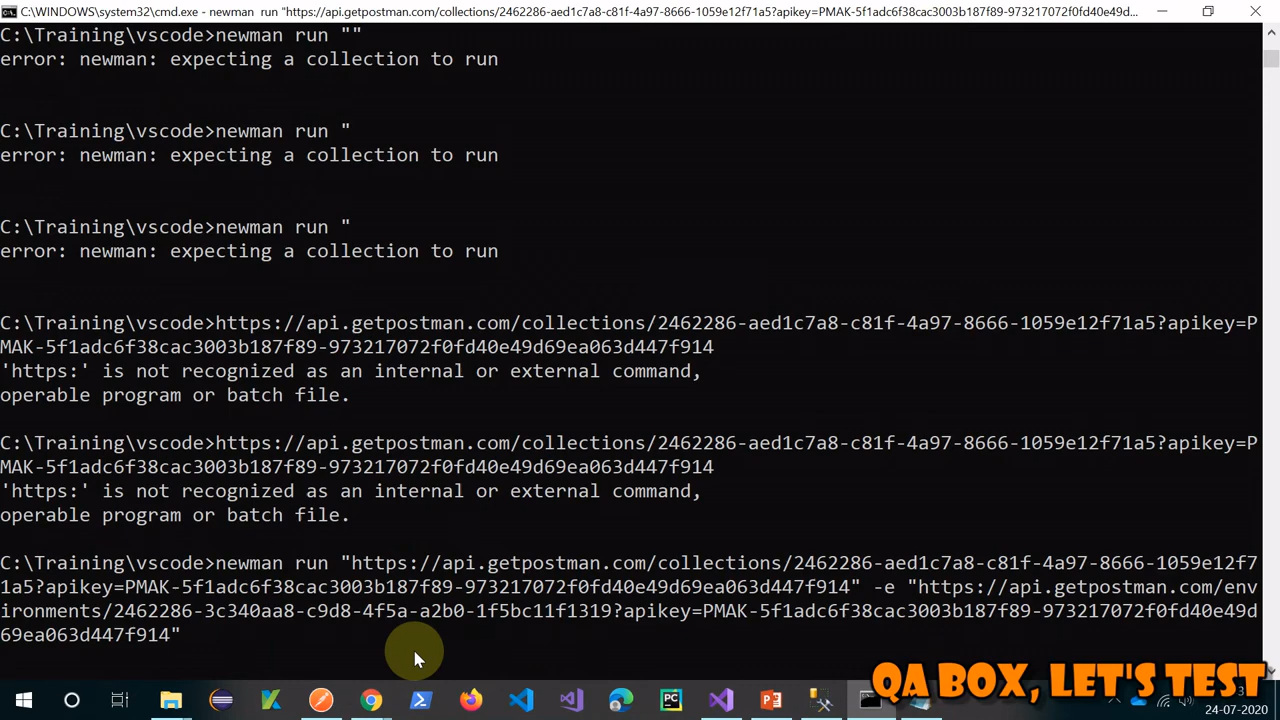 C:\WINDOWS\system32\cmd.exe - newman  run "https://api.getpostman.com/collections/2462286-aed1c7a8-c81f-4a97-8666-1059e12f71a5?apikey=PMAK-5f1adc6f38cac3003b187f89-973217072f0fd40e49d...
C:\Training\vscode>newman run ""
error: newman: expecting a collection to run
C:\Training\vscode>newman run "
error: newman: expecting a collection to run
C:\Training\vscode>newman run "
error: newman: expecting a collection to run
C:\Training\vscode>https://api.getpostman.com/collections/2462286-aed1c7a8-c81f-4a97-8666-1059e12f71a5?apikey=P
MAK-5f1adc6f38cac3003b187f89-973217072f0fd40e49d69ea063d447f914
'https:' is not recognized as an internal or external command,
operable program or batch file.
C:\Training\vscode>https://api.getpostman.com/collections/2462286-aed1c7a8-c81f-4a97-8666-1059e12f71a5?apikey=P
MAK-5f1adc6f38cac3003b187f89-973217072f0fd40e49d69ea063d447f914
'https:' is not recognized as an internal or external command,
operable program or batch file.
C:\Training\vscode>newman run "https://api.getpostman.com/collections/2462286-aed1c7a8-c81f-4a97-8666-1059e12f7
1a5?apikey=PMAK-5f1adc6f38cac3003b187f89-973217072f0fd40e49d69ea063d447f914" -e "https://api.getpostman.com/env
ironments/2462286-3c340aa8-c9d8-4f5a-a2b0-1f5bc11f1319?apikey=PMAK-5f1adc6f38cac3003b187f89-973217072f0fd40e49d
69ea063d447f914"
QA BOX, LET'S TEST
PC
24-07-2020